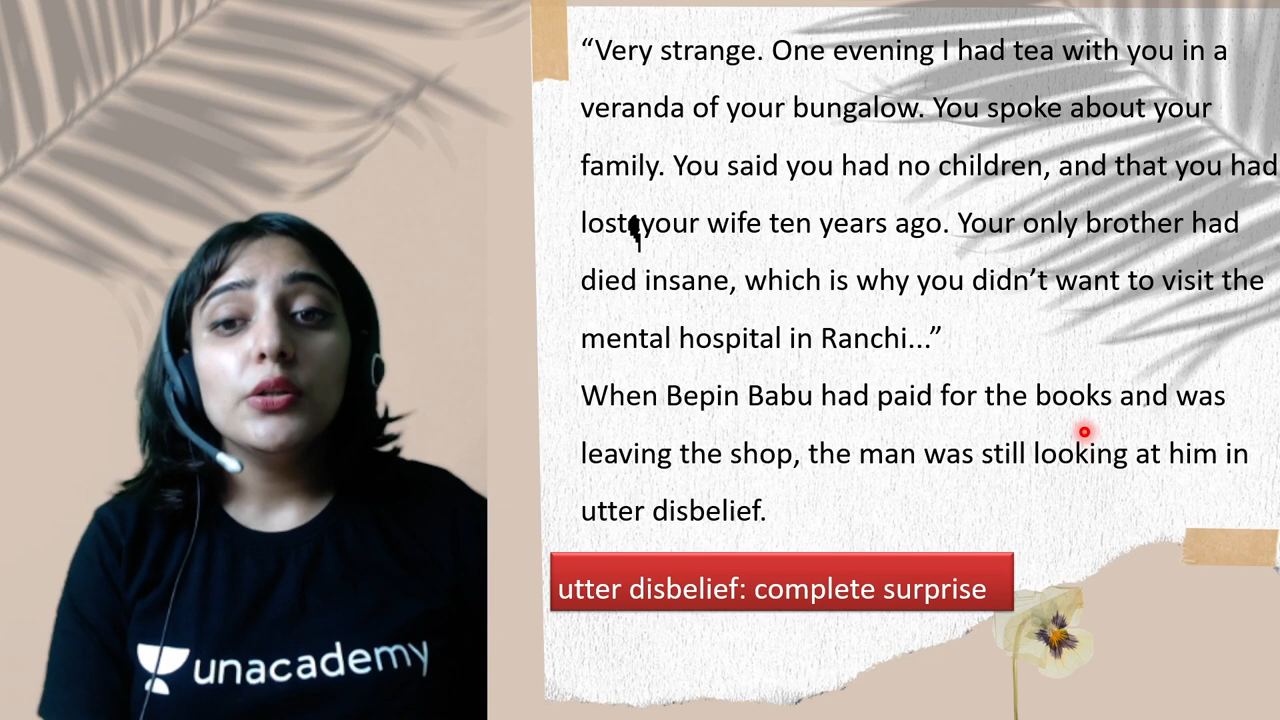 “Very strange. One evening I had tea with you in a
veranda of your bungalow. You spoke about your
family. You said you had no children, and that you had
lost your wife ten years ago. Your only brother had
died insane, which is why you didn’t want to visit the
mental hospital in Ranchi...”
When Bepin Babu had paid for the books and was
leaving the shop, the man was still looking at him in
utter disbelief.
utter disbelief: complete surprise
unacademy